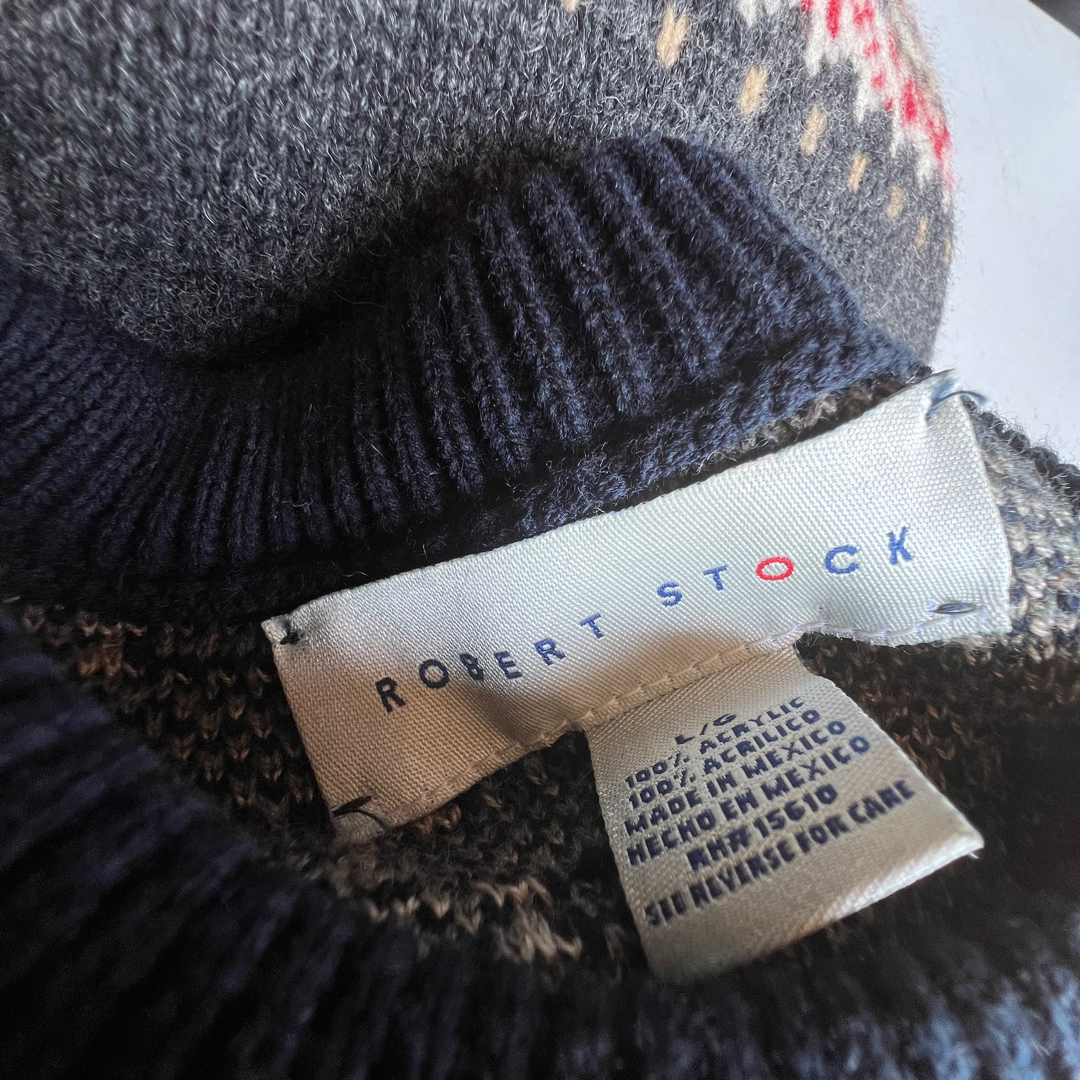 ROBERT STOCK
L/G
100% ACRYLIC
100% ACRILICO
MADE IN MEXICO
HECHO EN MEXICO
RN# 15610
SEE REVERSE FOR CARE